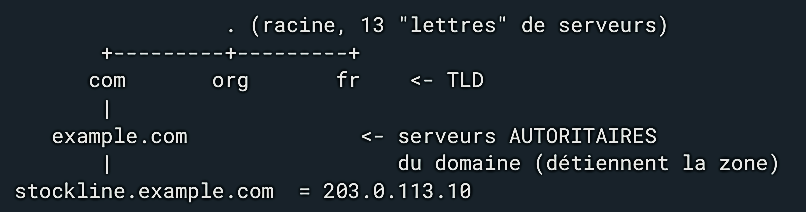 . (racine, 13 "lettres" de serveurs)
+---------+---------+
com org fr <- TLD
|
example.com <- serveurs AUTORITAIRES
| du domaine (détiennent la zone)
stockline.example.com = 203.0.113.10